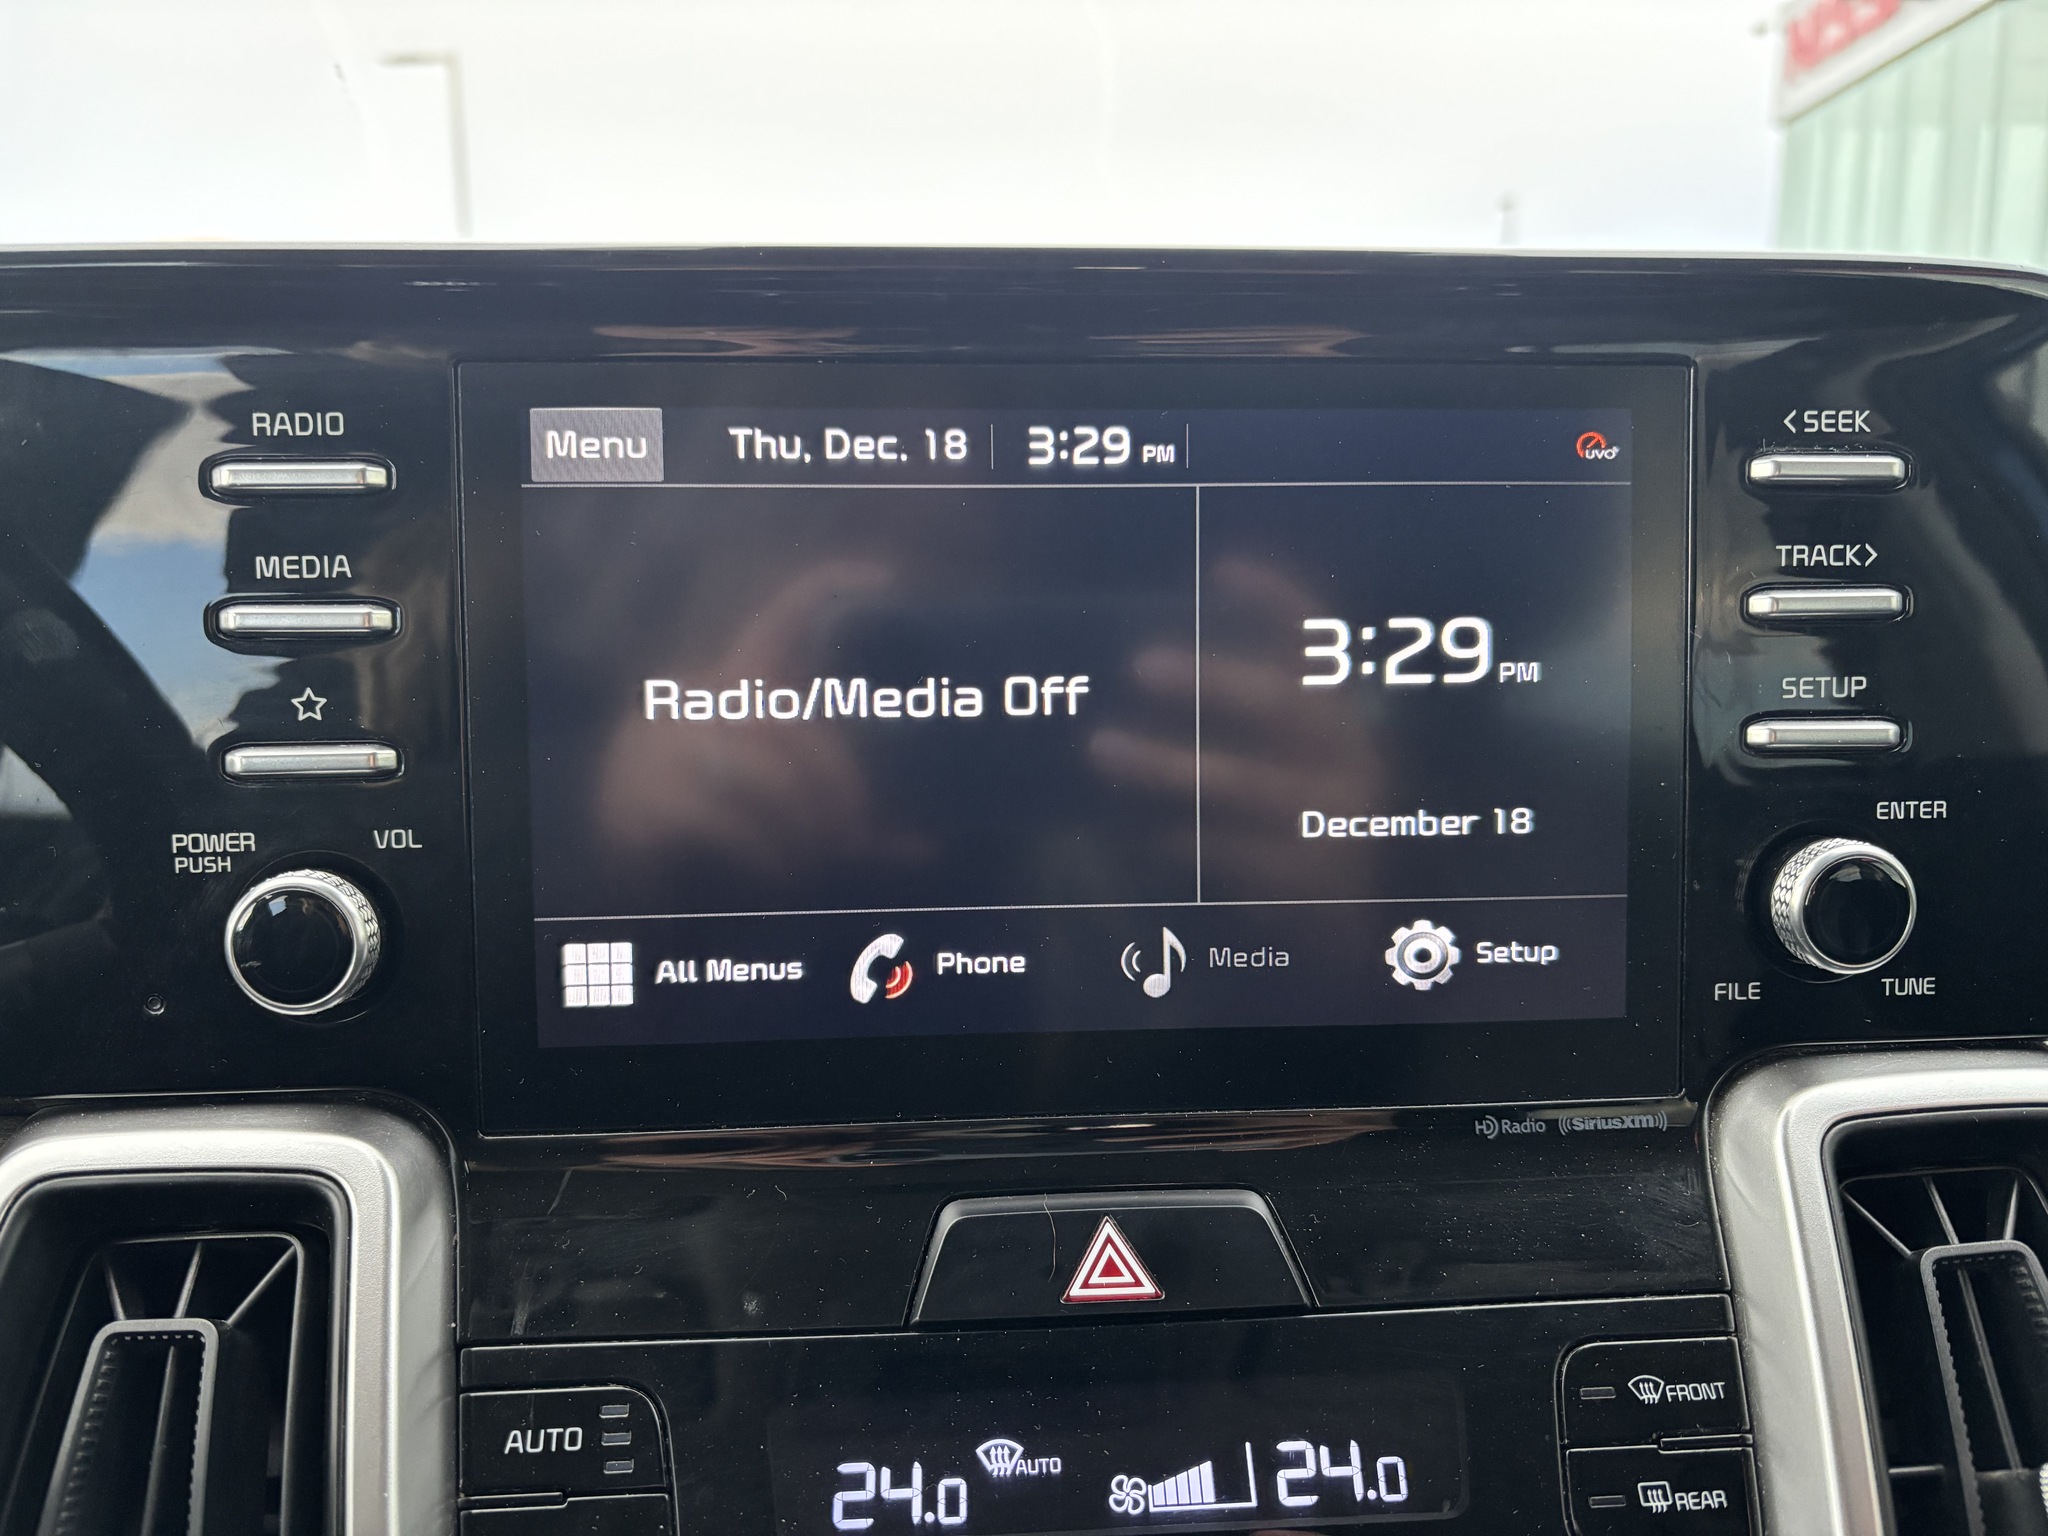 RADIO
MEDIA
POWER
PUSH
VOL
Menu
Thu, Dec. 18
3:29 PM
UVO
Radio/Media Off
3:29 PM
December 18
All Menus
Phone
Media
Setup
< SEEK
TRACK >
SETUP
ENTER
FILE
TUNE
HD Radio
((SiriusXM))
AUTO
24.0
AUTO
24.0
FRONT
REAR